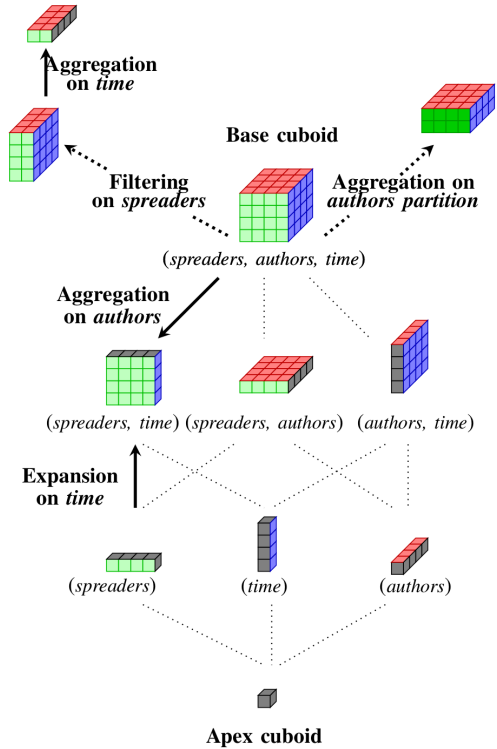 Aggregation
on time
Base cuboid
Filtering
on spreaders
Aggregation on
authors partition
(spreaders, authors, time)
Aggregation
on authors
(spreaders, time)
(spreaders, authors)
(authors, time)
Expansion
on time
(spreaders)
(time)
(authors)
Apex cuboid